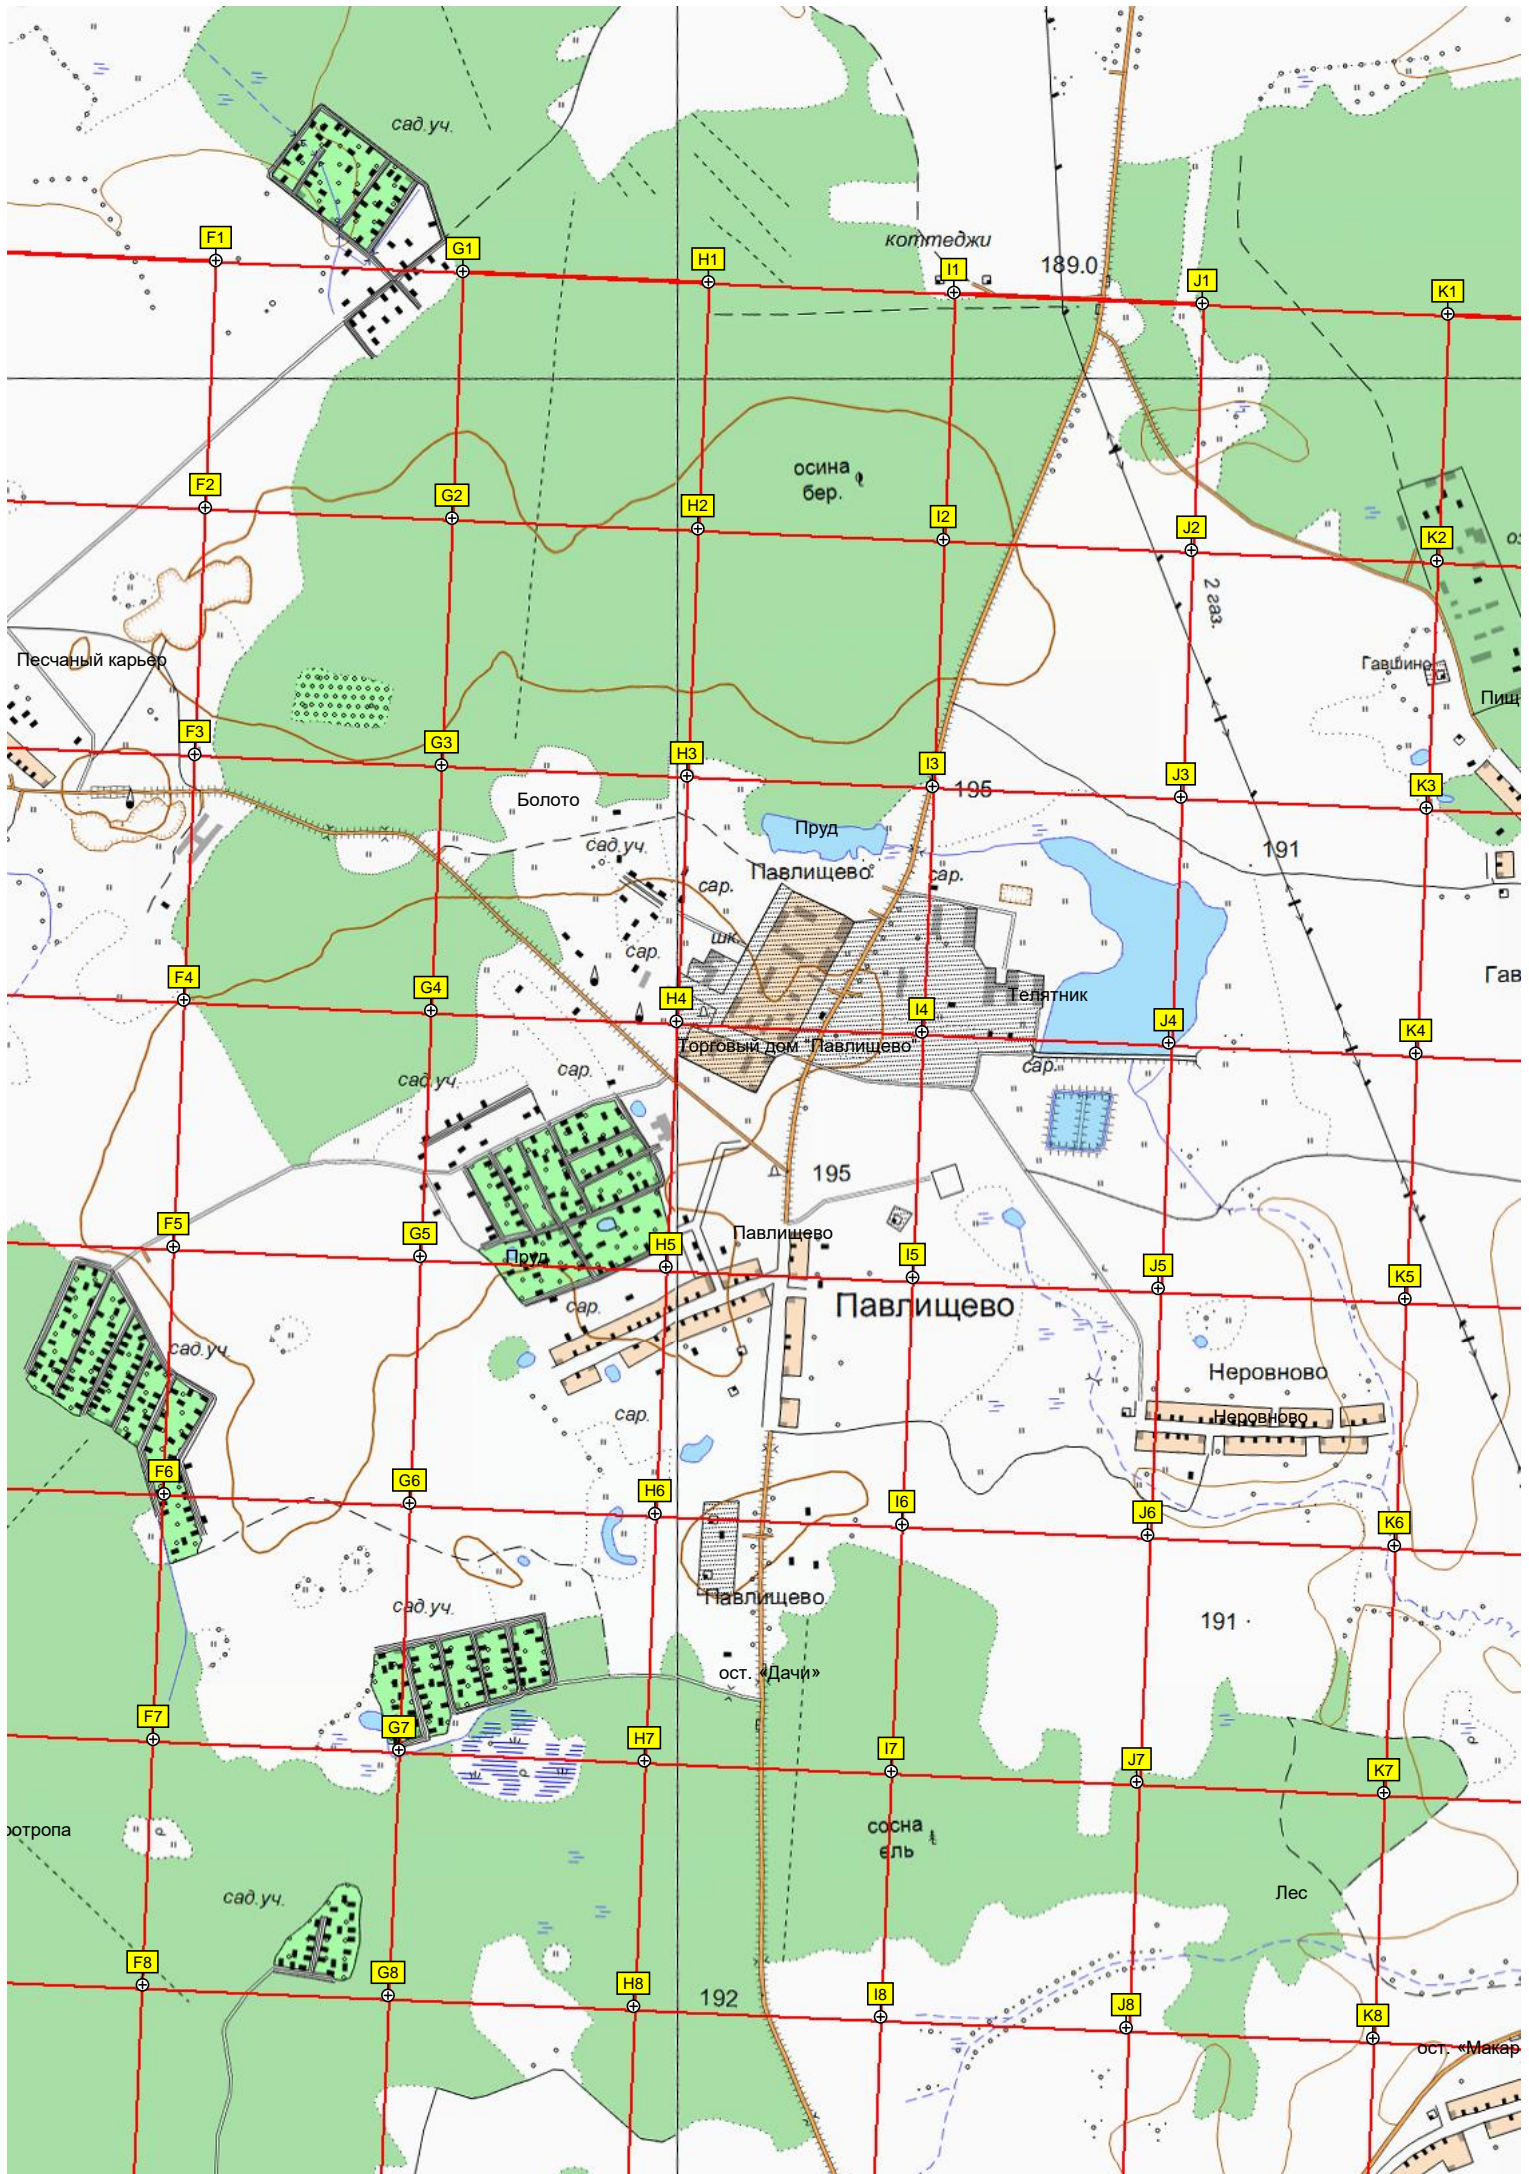 сад.уч.
F1
G1
H1
коттеджи
I1
189.0
J1
K1
осина
бер.
F2
G2
H2
I2
J2
K2
2 газ.
Песчаный карьер
Гавшино
Пищ
F3
G3
H3
I3
J3
K3
195
Болото
Пруд
191
сад.уч.
Павлищево
сар.
сар.
шк.
сар.
Гав
F4
G4
H4
I4
J4
K4
Телятник
Торговый дом "Павлищево"
сар.
сар.
сад.уч.
195
F5
G5
H5
I5
J5
K5
Павлищево
Пруд
сар.
Павлищево
сад.уч.
Неровново
Неровново
сар.
F6
G6
H6
I6
J6
K6
Павлищево
сад.уч.
191
ост. «Дачи»
F7
G7
H7
I7
J7
K7
сосна
ель
отропа
Лес
сад.уч.
F8
G8
H8
I8
J8
K8
192
ост. «Макар